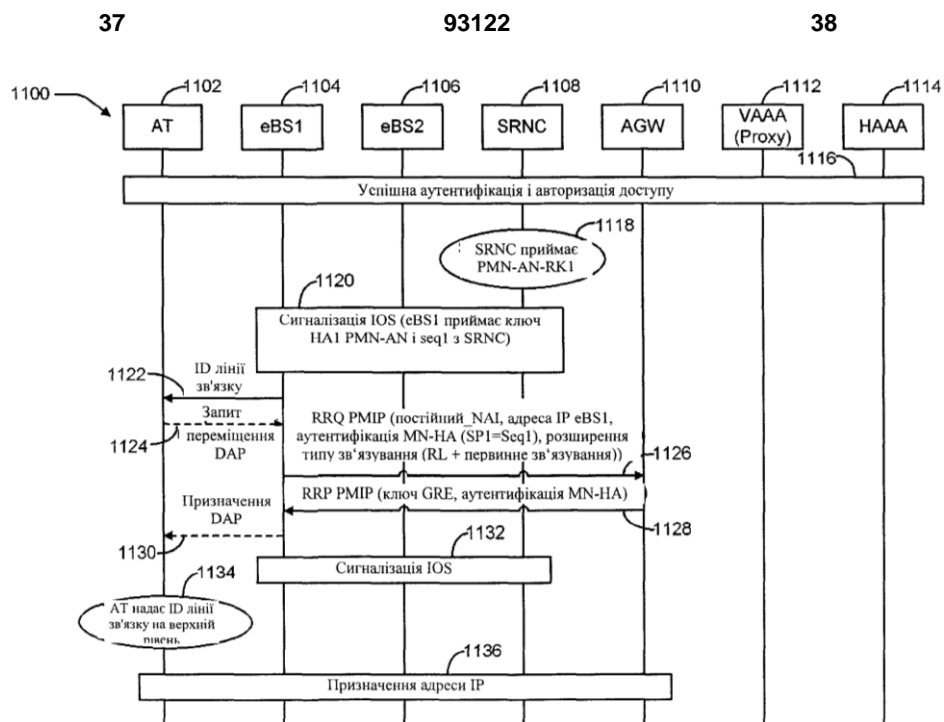 37 93122 38
1102 1104 1106 1108 1110 1112 1114
1100
AT eBS1 eBS2 SRNC AGW VAAA HAAA
(Proxy)
1116
Успішна аутентифікація і авторизація доступу
1118
SRNC приймає
PMN-AN-RK1
1120
Сигналізація IOS (eBS1 приймає ключ
HA1 PMN-AN і seq1 з SRNC)
1122
ID лінії
зв'язку
Запит
переміщення
DAP
1124
RRQ PMIP (постійний_NAI, адреса IP eBS1,
аутентифікація MN-HA (SP1=Seq1), розширення
типу зв'язування (RL + первинне зв'язування))
1126
RRP PMIP (ключ GRE, аутентифікація MN-HA)
1128
Призначення
DAP
1130
1132
Сигналізація IOS
1134
АТ надає ID лінії
зв'язку на верхній
рівень
1136
Призначення адреси IP